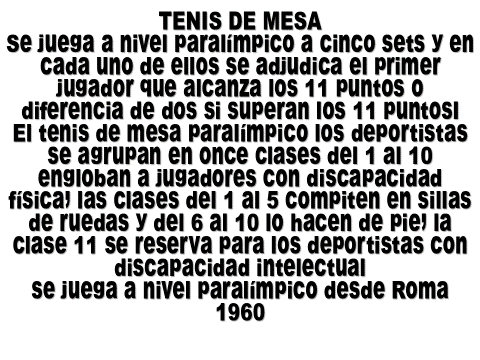 TENIS DE MESA
se juega a nivel paralímpico a cinco sets y en
cada uno de ellos se adjudica el primer
jugador que alcanza los 11 puntos o
diferencia de dos si superan los 11 puntosl
El tenis de mesa paralímpico los deportistas
se agrupan en once clases del 1 al 10
engloban a jugadores con discapacidad
física; las clases del 1 al 5 compiten en sillas
de ruedas y del 6 al 10 lo hacen de pie; la
clase 11 se reserva para los deportistas con
discapacidad intelectual
se juega a nivel paralímpico desde Roma
1960